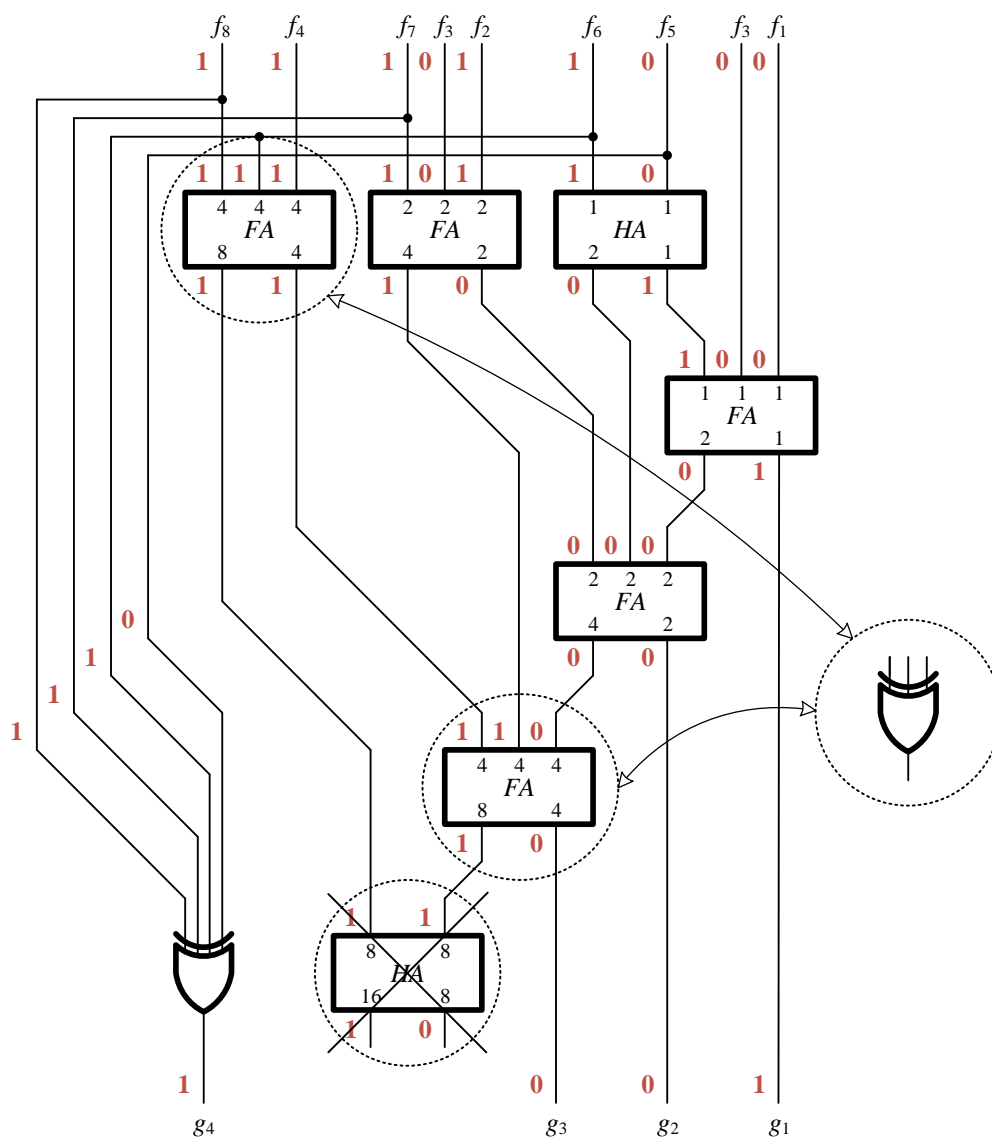 f8 f4 f7 f3 f2 f6 f5 f3 f1
1 1 1 0 1 1 0 0 0
1 1 1 1 0 1 1 0
4 4 4 2 2 2 1 1
FA FA HA
8 4 4 2 2 1
1 1 1 0 0 1
1 0 0
1 1 1
FA
2 1
0 1
0 0 0
2 2 2
0 FA
4 2
1 0 0
1
1 1 1 0
4 4 4
FA
8 4
1 0
1 1
8 8
HA
16 8
1 0
1 0 0 1
g4 g3 g2 g1